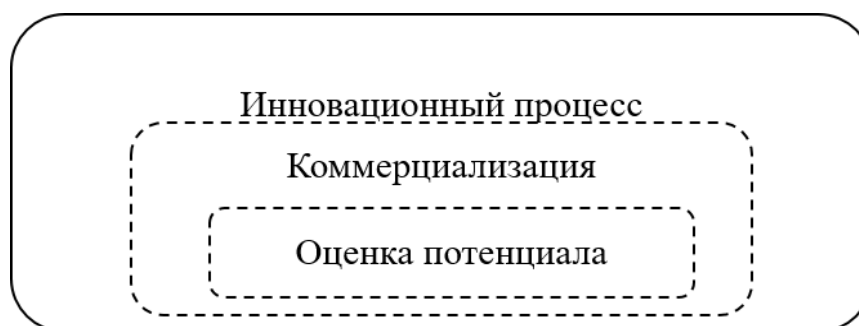 Инновационный процесс
Коммерциализация
Оценка потенциала